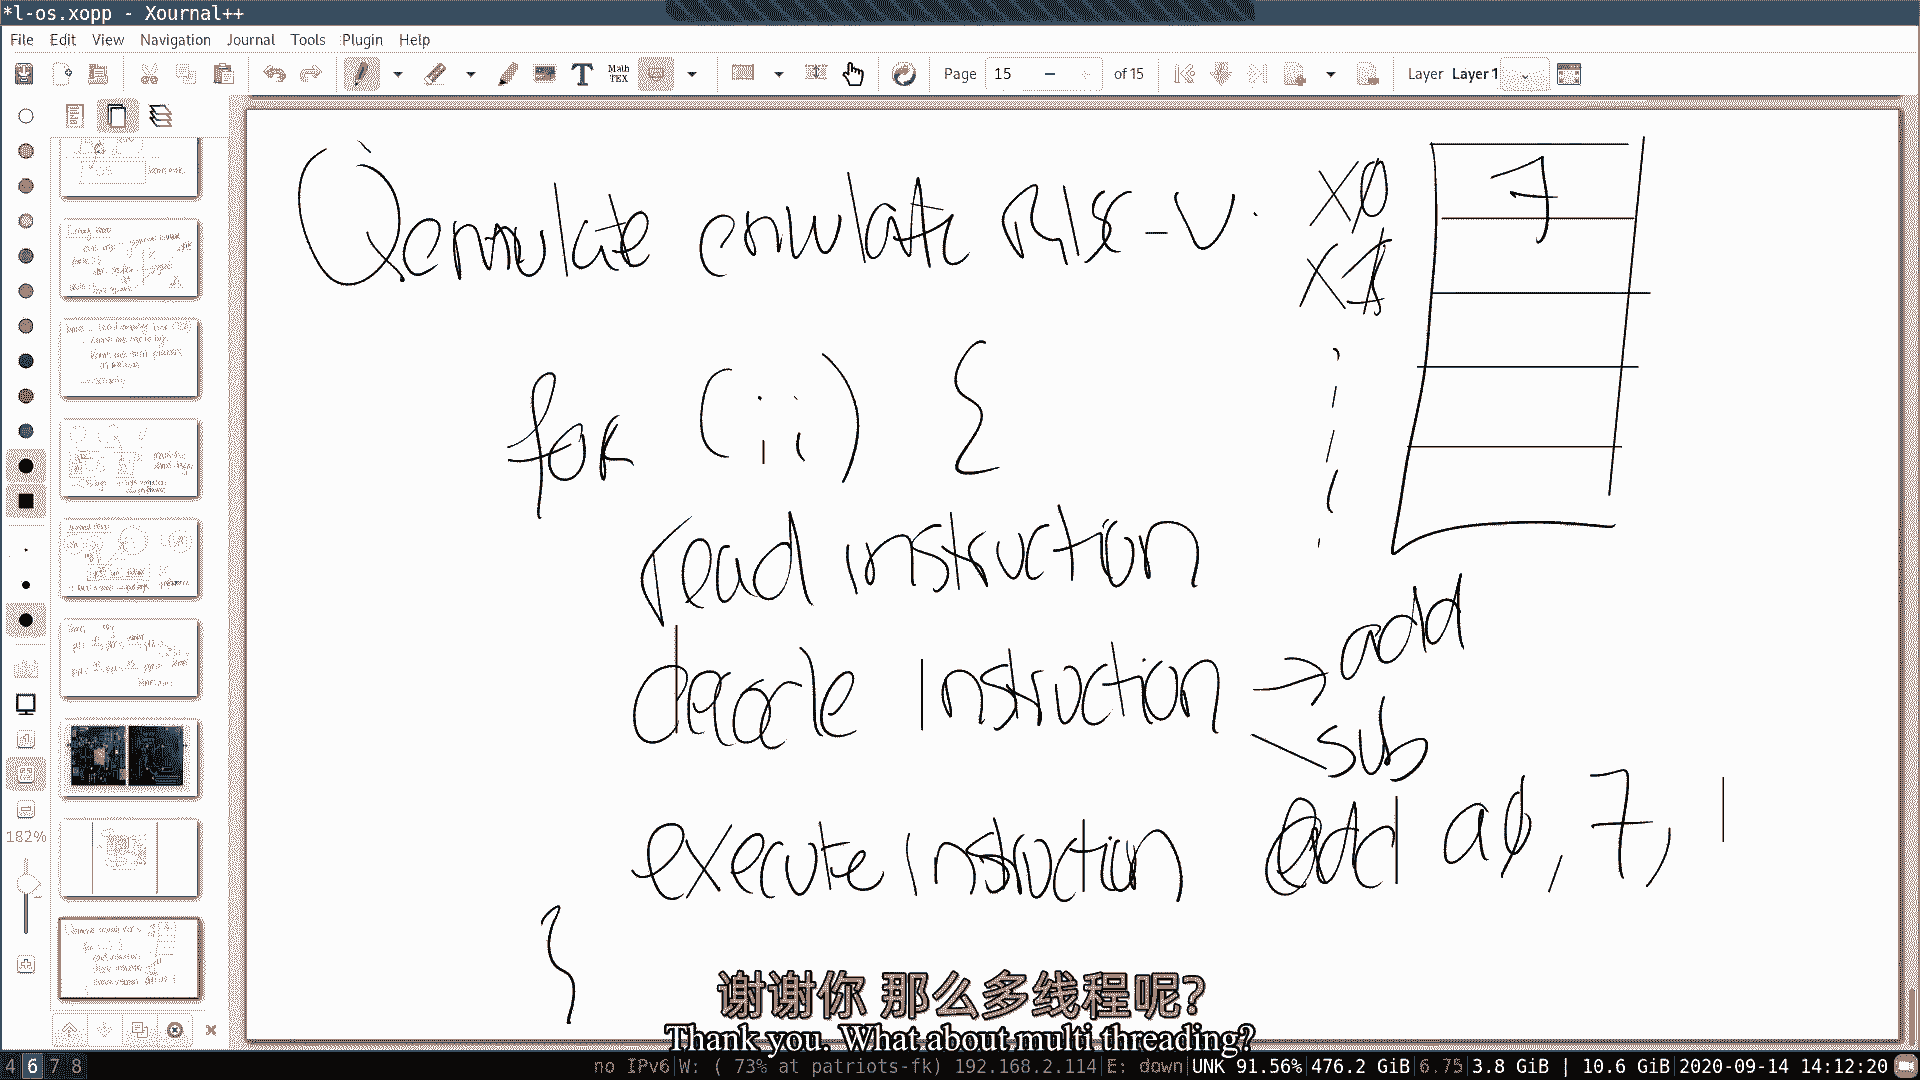 *l-os.xopp - Xournal++
File Edit View Navigation Journal Tools Plugin Help
T Math TEX Page 15 of 15 Layer Layer 1
Qemulate emulate RISC-V.
x0 7
x1
for (;;) {
read instruction
decode instruction → add
sub
execute instruction add a0, 7, 1
}
182%
谢谢你 那么多线程呢？
Thank you. What about multi threading?
4 6 7 8 no IPv6 W: ( 73% at patriots-fk) 192.168.2.114 E: down UNK 91.56% 476.2 GiB 6.75 3.8 GiB | 10.6 GiB 2020-09-14 14:12:20